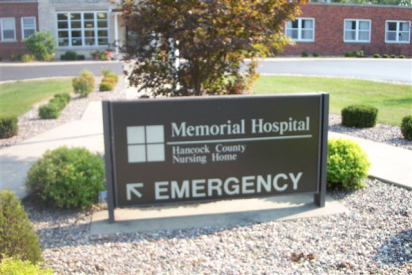 Memorial Hospital
Hancock County
Nursing Home
EMERGENCY